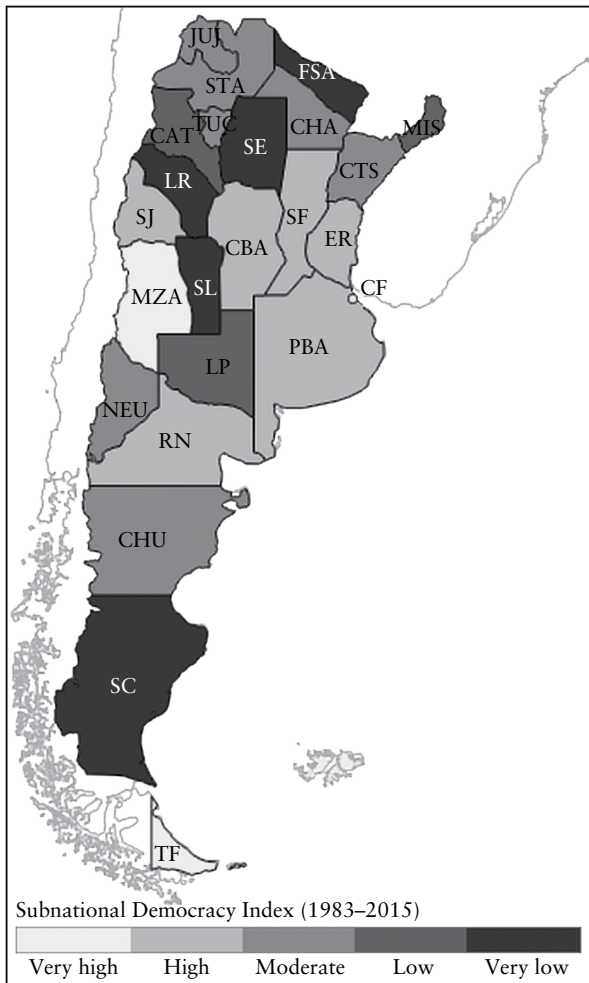 JUJ
FSA
STA
TUC
CHA
MIS
CAT
SE
CTS
LR
SJ
SF
ER
CBA
CF
MZA
SL
PBA
LP
NEU
RN
CHU
SC
TF
Subnational Democracy Index (1983–2015)
Very high High Moderate Low Very low